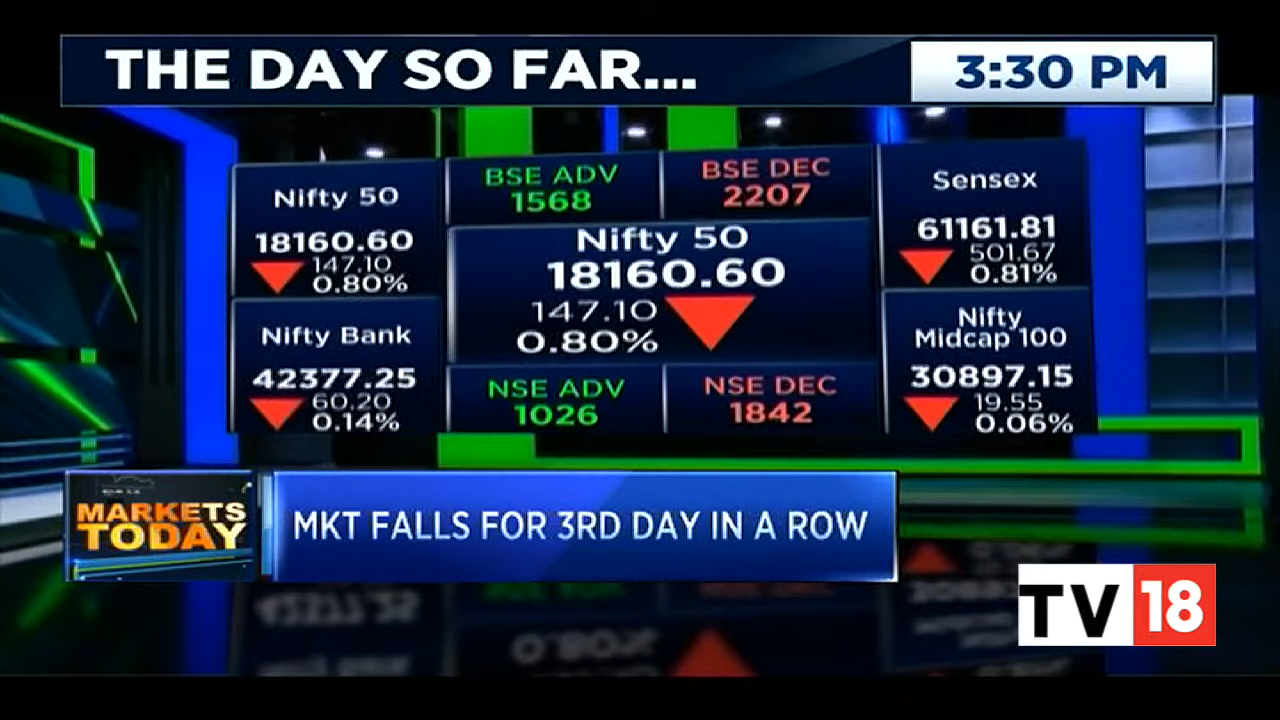 THE DAY SO FAR...
3:30 PM
Nifty 50
18160.60
147.10
0.80%
BSE ADV
1568
BSE DEC
2207
Sensex
61161.81
501.67
0.81%
Nifty 50
18160.60
147.10
0.80%
Nifty Bank
42377.25
60.20
0.14%
NSE ADV
1026
NSE DEC
1842
Nifty
Midcap 100
30897.15
19.55
0.06%
MARKETS
TODAY
MKT FALLS FOR 3RD DAY IN A ROW
TV18